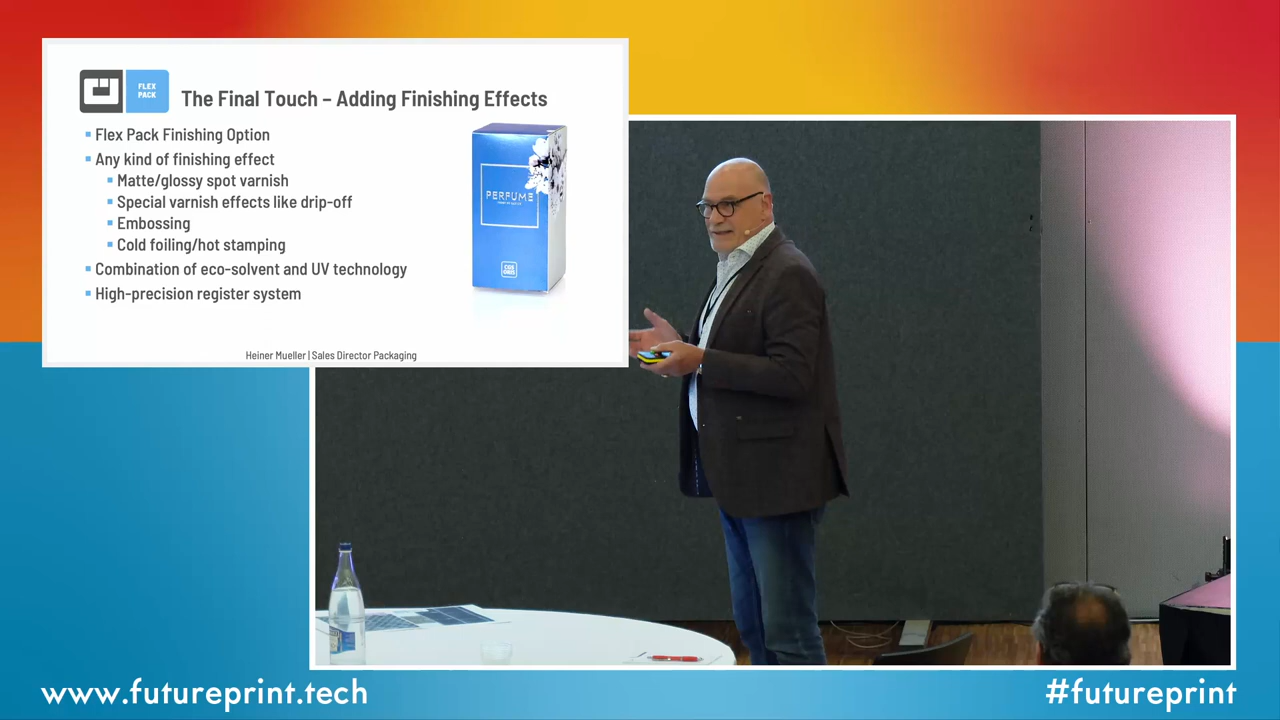 FLEX
PACK
The Final Touch – Adding Finishing Effects
Flex Pack Finishing Option
Any kind of finishing effect
Matte/glossy spot varnish
Special varnish effects like drip-off
Embossing
Cold foiling/hot stamping
Combination of eco-solvent and UV technology
High-precision register system
PERFUME
Heiner Mueller | Sales Director Packaging
www.futureprint.tech
#futureprint